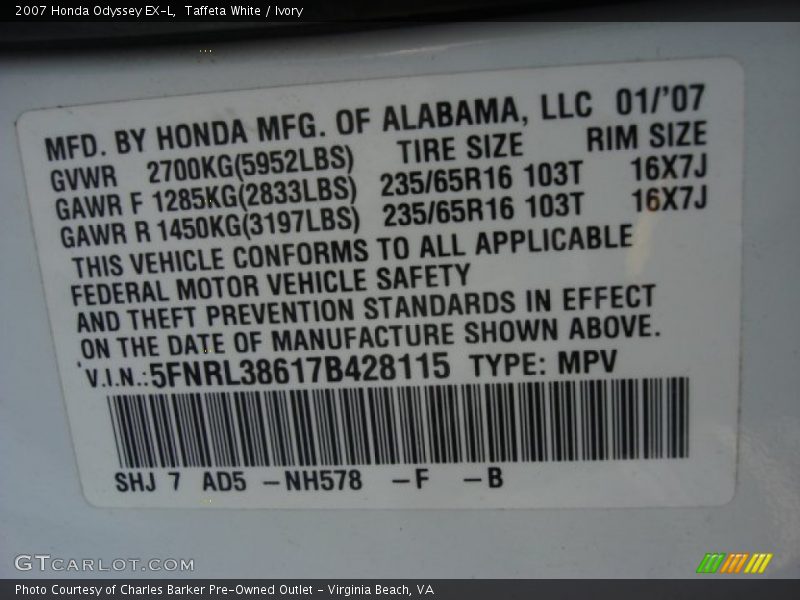 2007 Honda Odyssey EX-L, Taffeta White / Ivory
MFD. BY HONDA MFG. OF ALABAMA, LLC 01/'07
GVWR 2700KG(5952LBS) TIRE SIZE RIM SIZE
GAWR F 1285KG(2833LBS) 235/65R16 103T 16X7J
GAWR R 1450KG(3197LBS) 235/65R16 103T 16X7J
THIS VEHICLE CONFORMS TO ALL APPLICABLE
FEDERAL MOTOR VEHICLE SAFETY
AND THEFT PREVENTION STANDARDS IN EFFECT
ON THE DATE OF MANUFACTURE SHOWN ABOVE.
V.I.N.:5FNRL38617B428115 TYPE: MPV
SHJ 7 AD5 -NH578 -F -B
GTCARLOT.COM
Photo Courtesy of Charles Barker Pre-Owned Outlet - Virginia Beach, VA